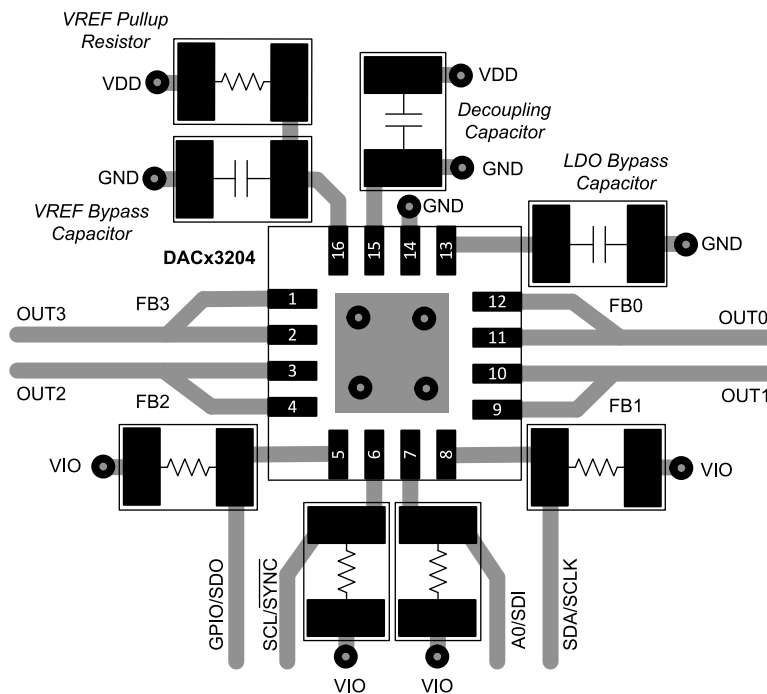 VREF Pullup
Resistor
VDD
VDD
Decoupling
Capacitor
GND
GND
LDO Bypass
Capacitor
VREF Bypass
Capacitor
GND
GND
DACx3204
16
15
14
13
1
2
3
4
12
11
10
9
5
6
7
8
FB3
OUT3
OUT2
FB2
FB0
OUT0
OUT1
FB1
VIO
VIO
GPIO/SDO
SCL/SYNC
A0/SDI
SDA/SCLK
VIO
VIO